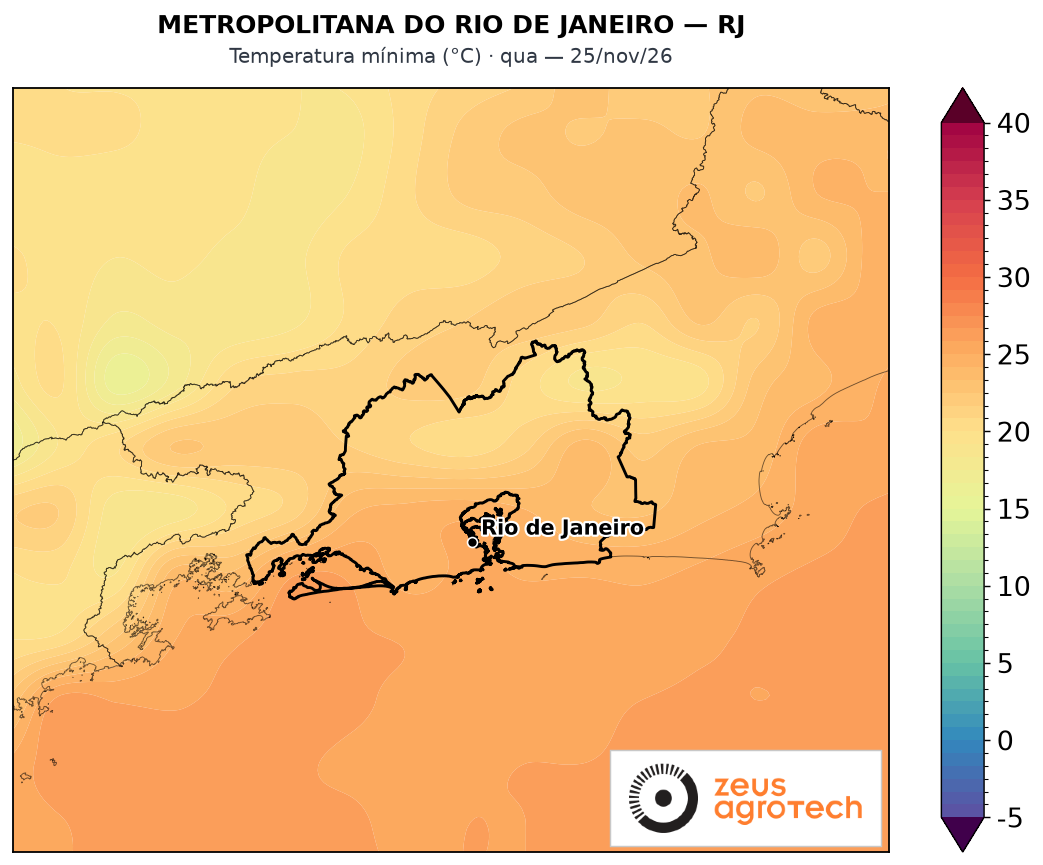 METROPOLITANA DO RIO DE JANEIRO — RJ
Temperatura mínima (°C) · qua — 25/nov/26
40
35
30
25
20
15
10
5
0
-5
Rio de Janeiro
zeus
agrotech